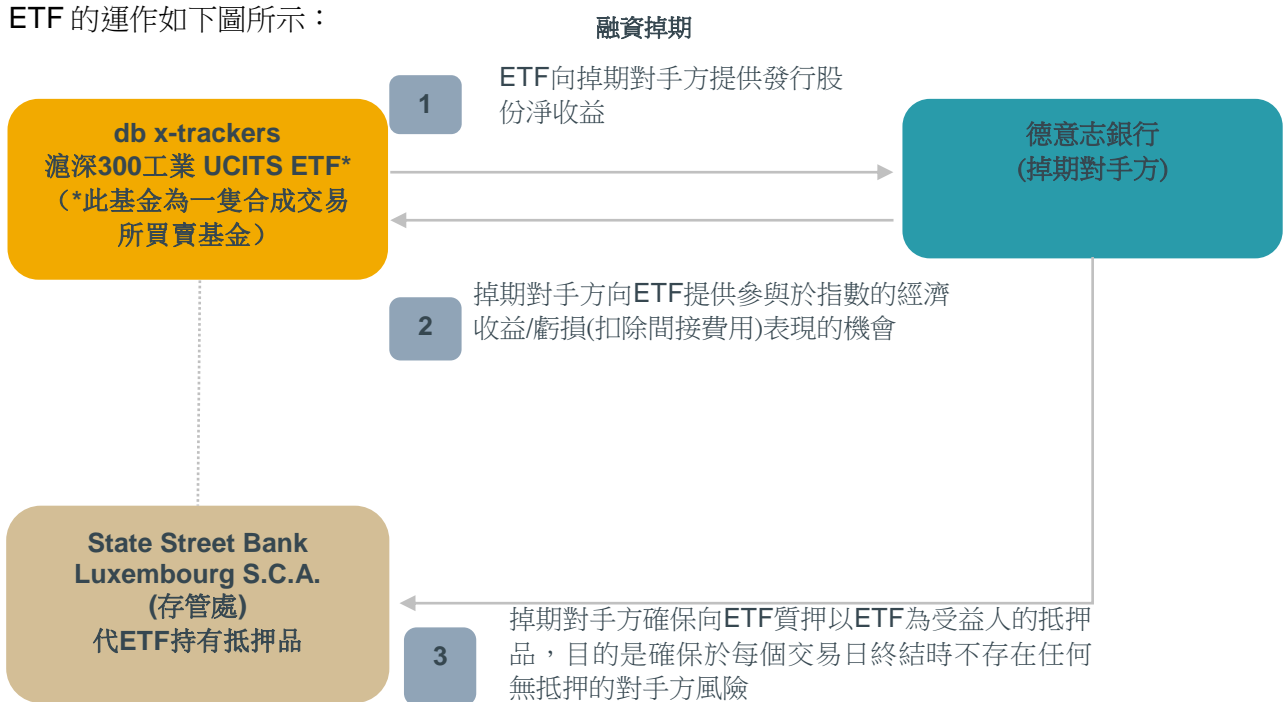 ETF 的運作如下圖所示：
融資掉期
1
ETF向掉期對手方提供發行股
份淨收益
db x-trackers
滬深300工業 UCITS ETF*
（*此基金為一隻合成交易
所買賣基金）
德意志銀行
(掉期對手方)
2
掉期對手方向ETF提供參與於指數的經濟
收益/虧損(扣除間接費用)表現的機會
State Street Bank
Luxembourg S.C.A.
(存管處)
代ETF持有抵押品
3
掉期對手方確保向ETF質押以ETF為受益人的抵押
品，目的是確保於每個交易日終結時不存在任何
無抵押的對手方風險